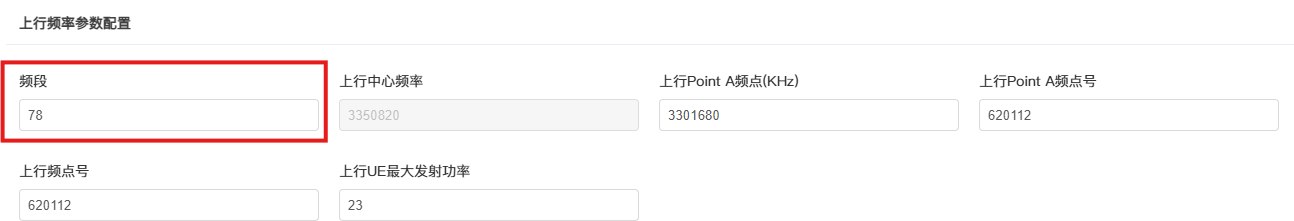 上行频率参数配置
频段 上行中心频率 上行Point A频点(KHz) 上行Point A频点号
78 3350820 3301680 620112
上行频点号 上行UE最大发射功率
620112 23